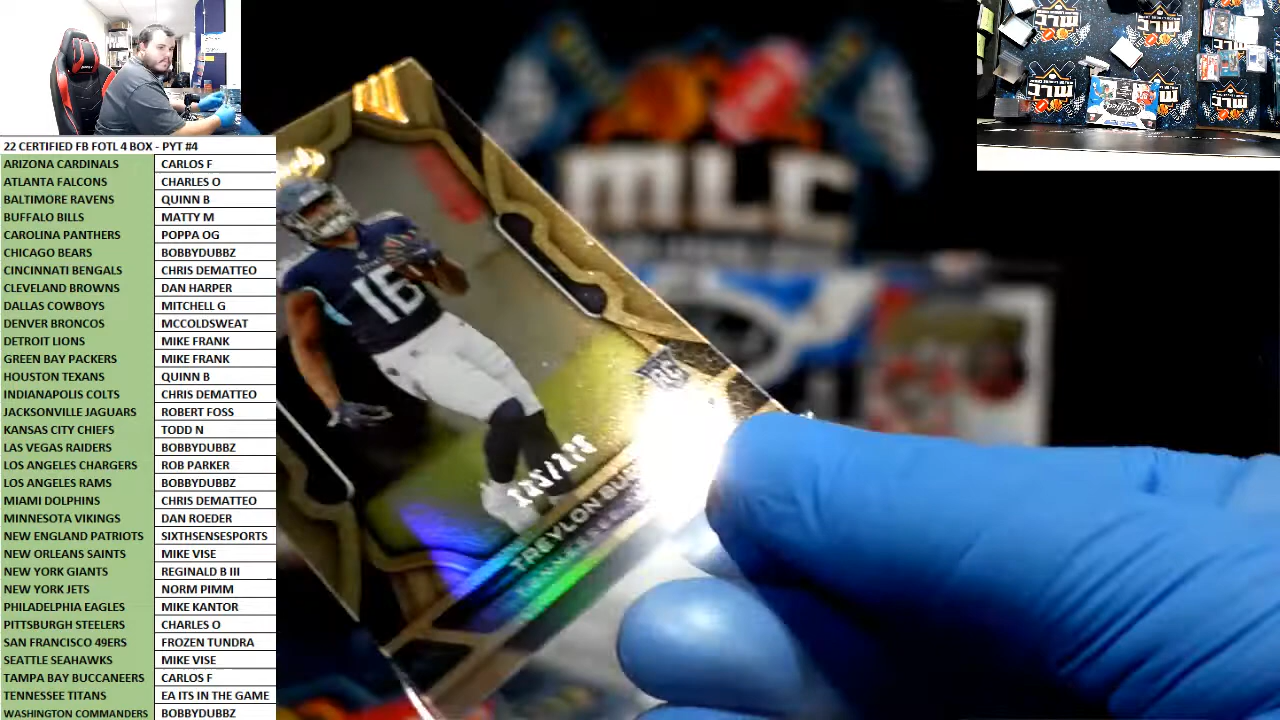 22 CERTIFIED FB FOTL 4 BOX - PYT #4
ARIZONA CARDINALS CARLOS F
ATLANTA FALCONS CHARLES O
BALTIMORE RAVENS QUINN B
BUFFALO BILLS MATTY M
CAROLINA PANTHERS POPPA OG
CHICAGO BEARS BOBBYDUBBZ
CINCINNATI BENGALS CHRIS DEMATTEO
CLEVELAND BROWNS DAN HARPER
DALLAS COWBOYS MITCHELL G
DENVER BRONCOS MCCOLDSWEAT
DETROIT LIONS MIKE FRANK
GREEN BAY PACKERS MIKE FRANK
HOUSTON TEXANS QUINN B
INDIANAPOLIS COLTS CHRIS DEMATTEO
JACKSONVILLE JAGUARS ROBERT FOSS
KANSAS CITY CHIEFS TODD N
LAS VEGAS RAIDERS BOBBYDUBBZ
LOS ANGELES CHARGERS ROB PARKER
LOS ANGELES RAMS BOBBYDUBBZ
MIAMI DOLPHINS CHRIS DEMATTEO
MINNESOTA VIKINGS DAN ROEDER
NEW ENGLAND PATRIOTS SIXTHSENSESPORTS
NEW ORLEANS SAINTS MIKE VISE
NEW YORK GIANTS REGINALD B III
NEW YORK JETS NORM PIMM
PHILADELPHIA EAGLES MIKE KANTOR
PITTSBURGH STEELERS CHARLES O
SAN FRANCISCO 49ERS FROZEN TUNDRA
SEATTLE SEAHAWKS MIKE VISE
TAMPA BAY BUCCANEERS CARLOS F
TENNESSEE TITANS EA ITS IN THE GAME
WASHINGTON COMMANDERS BOBBYDUBBZ
MLC
16
RC
TREYLON